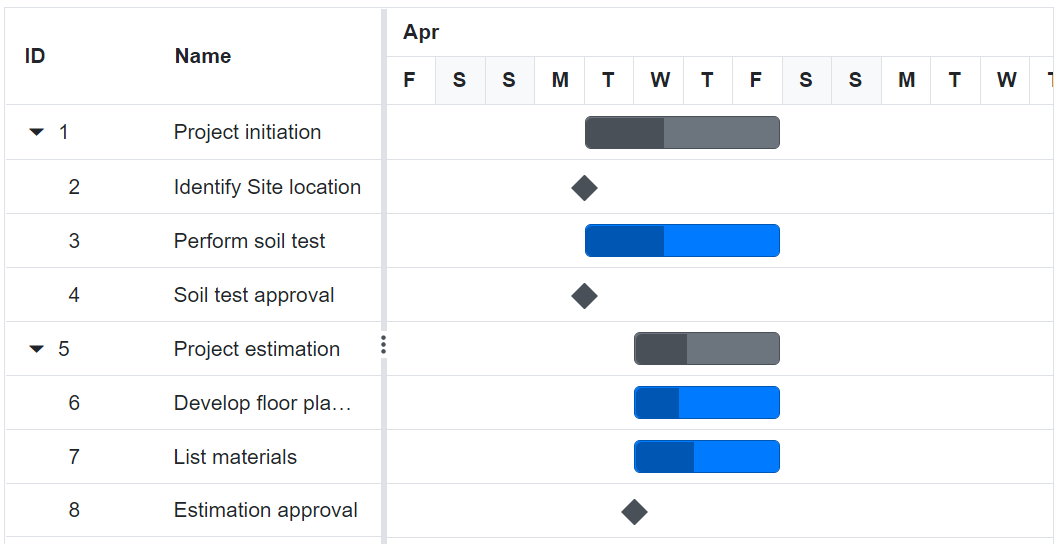 Apr
ID Name
F S S M T W T F S S M T W T
1 Project initiation
2 Identify Site location
3 Perform soil test
4 Soil test approval
5 Project estimation
6 Develop floor pla…
7 List materials
8 Estimation approval